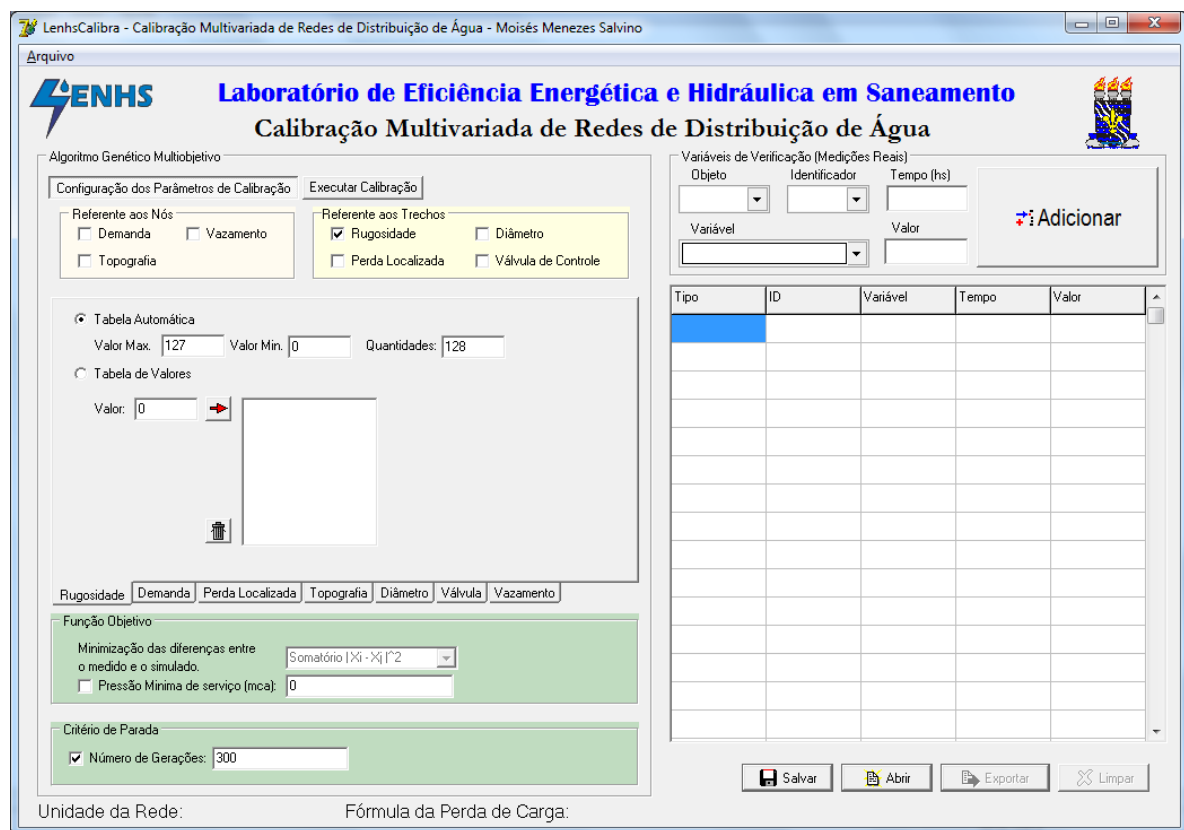 LenhsCalibra - Calibração Multivariada de Redes de Distribuição de Água - Moisés Menezes Salvino
Arquivo
LENHS
Laboratório de Eficiência Energética e Hidráulica em Saneamento
Calibração Multivariada de Redes de Distribuição de Água
Algoritmo Genético Multiobjetivo
Configuração dos Parâmetros de Calibração Executar Calibração
Referente aos Nós
Demanda Vazamento
Topografia
Referente aos Trechos
Rugosidade Diâmetro
Perda Localizada Válvula de Controle
Tabela Automática
Valor Max. 127 Valor Min. 0 Quantidades: 128
Tabela de Valores
Valor: 0
Rugosidade Demanda Perda Localizada Topografia Diâmetro Válvula Vazamento
Função Objetivo
Minimização das diferenças entre
o medido e o simulado.
Somatório |Xi - Xj|^2
Pressão Minima de serviço (mca): 0
Critério de Parada
Número de Gerações: 300
Unidade da Rede: Fórmula da Perda de Carga:
Variáveis de Verificação (Medições Reais)
Objeto Identificador Tempo (hs)
Variável Valor
Adicionar
Tipo ID Variável Tempo Valor
Salvar Abrir Exportar Limpar